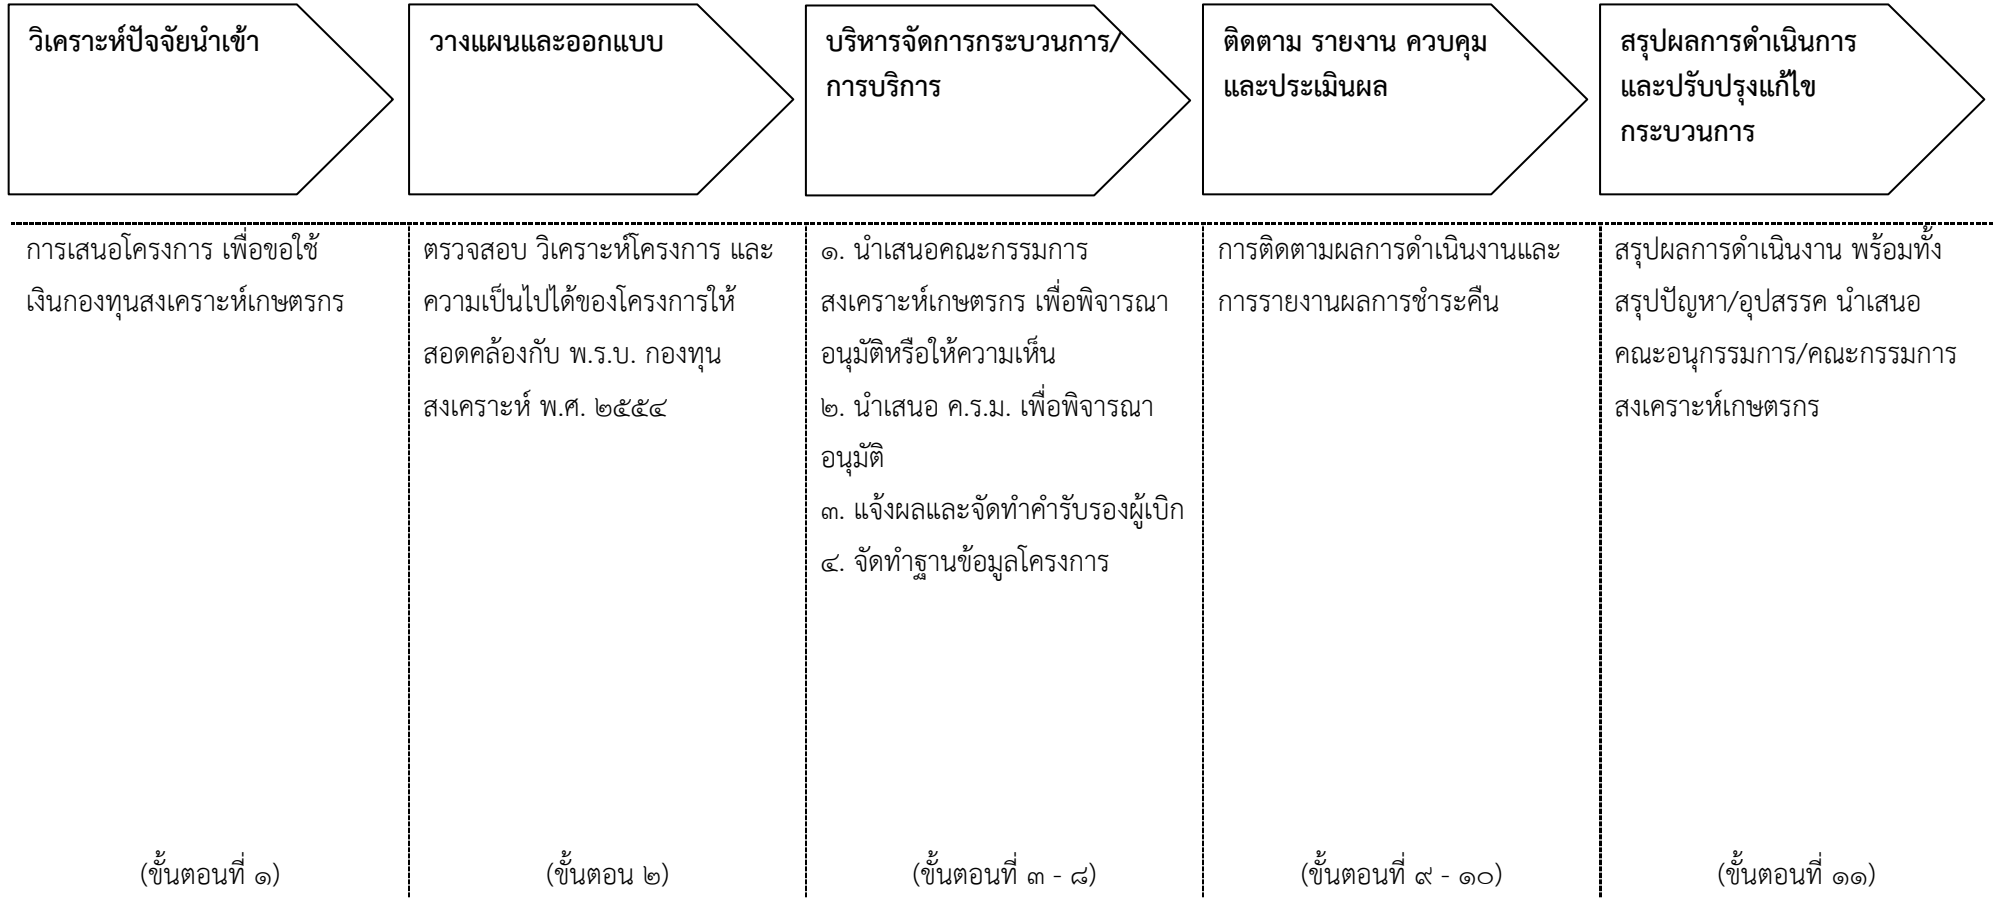 วิเคราะห์ปัจจัยนำเข้า
วางแผนและออกแบบ
บริหารจัดการกระบวนการ/
การบริการ
ติดตาม รายงาน ควบคุม
และประเมินผล
สรุปผลการดำเนินการ
และปรับปรุงแก้ไข
กระบวนการ
การเสนอโครงการ เพื่อขอใช้
เงินกองทุนสงเคราะห์เกษตรกร
(ขั้นตอนที่ ๑)
ตรวจสอบ วิเคราะห์โครงการ และ
ความเป็นไปได้ของโครงการให้
สอดคล้องกับ พ.ร.บ. กองทุน
สงเคราะห์ พ.ศ. ๒๕๕๔
(ขั้นตอน ๒)
๑. นำเสนอคณะกรรมการ
สงเคราะห์เกษตรกร เพื่อพิจารณา
อนุมัติหรือให้ความเห็น
๒. นำเสนอ ค.ร.ม. เพื่อพิจารณา
อนุมัติ
๓. แจ้งผลและจัดทำคำรับรองผู้เบิก
๔. จัดทำฐานข้อมูลโครงการ
(ขั้นตอนที่ ๓ - ๘)
การติดตามผลการดำเนินงานและ
การรายงานผลการชำระคืน
(ขั้นตอนที่ ๙ - ๑๐)
สรุปผลการดำเนินงาน พร้อมทั้ง
สรุปปัญหา/อุปสรรค นำเสนอ
คณะอนุกรรมการ/คณะกรรมการ
สงเคราะห์เกษตรกร
(ขั้นตอนที่ ๑๑)